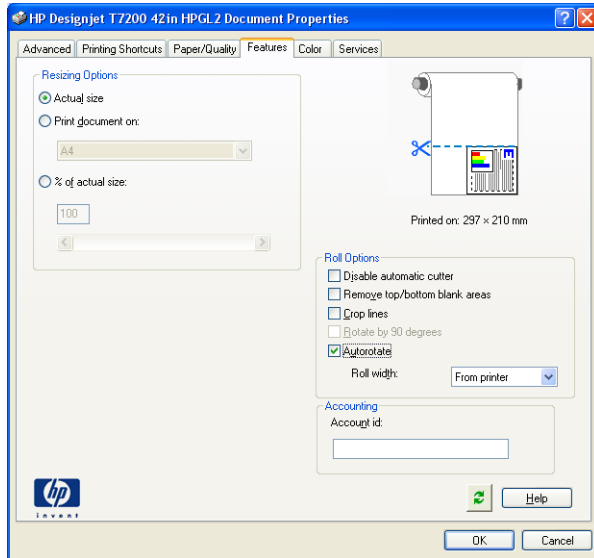 HP Designjet T7200 42in HPGL2 Document Properties
Advanced Printing Shortcuts Paper/Quality Features Color Services
Resizing Options
Actual size
Print document on:
A4
% of actual size:
100
Printed on: 297 × 210 mm
Roll Options
Disable automatic cutter
Remove top/bottom blank areas
Crop lines
Rotate by 90 degrees
Autorotate
Roll width: From printer
Accounting
Account id:
hp
invent
Help
OK Cancel